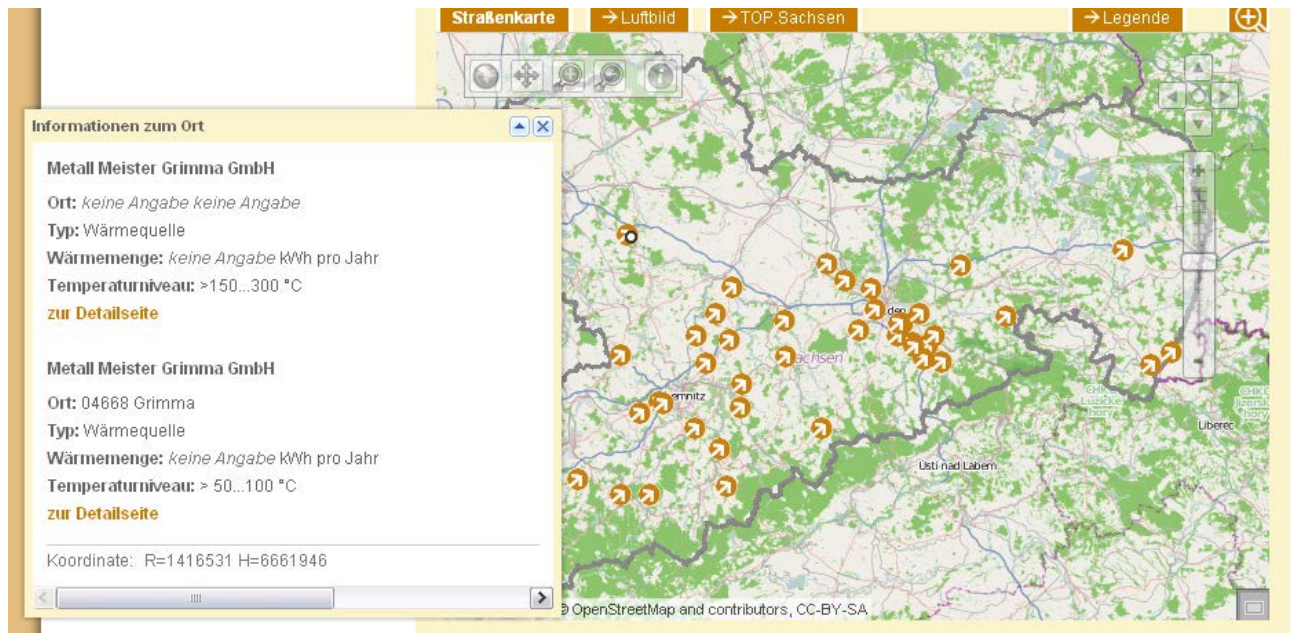 Straßenkarte
→Luftbild
→TOP.Sachsen
→Legende
Informationen zum Ort
Metall Meister Grimma GmbH
Ort: keine Angabe keine Angabe
Typ: Wärmequelle
Wärmemenge: keine Angabe kWh pro Jahr
Temperaturniveau: >150...300 °C
zur Detailseite
Metall Meister Grimma GmbH
Ort: 04668 Grimma
Typ: Wärmequelle
Wärmemenge: keine Angabe kWh pro Jahr
Temperaturniveau: > 50...100 °C
zur Detailseite
Koordinate: R=1416531 H=6661946
den
achsen
emnitz
Liberec
Ústí nad Labem
OpenStreetMap and contributors, CC-BY-SA